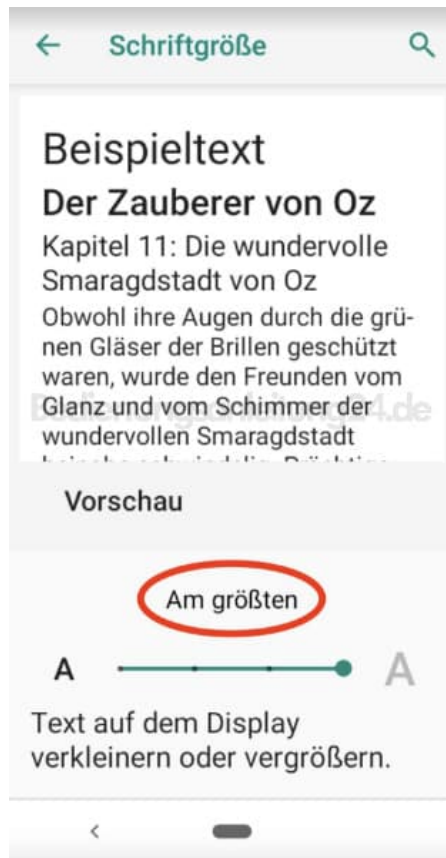 Schriftgröße
Beispieltext
Der Zauberer von Oz
Kapitel 11: Die wundervolle
Smaragdstadt von Oz
Obwohl ihre Augen durch die grü-
nen Gläser der Brillen geschützt
waren, wurde den Freunden vom
Glanz und vom Schimmer der
wundervollen Smaragdstadt
Vorschau
Am größten
A A
Text auf dem Display
verkleinern oder vergrößern.